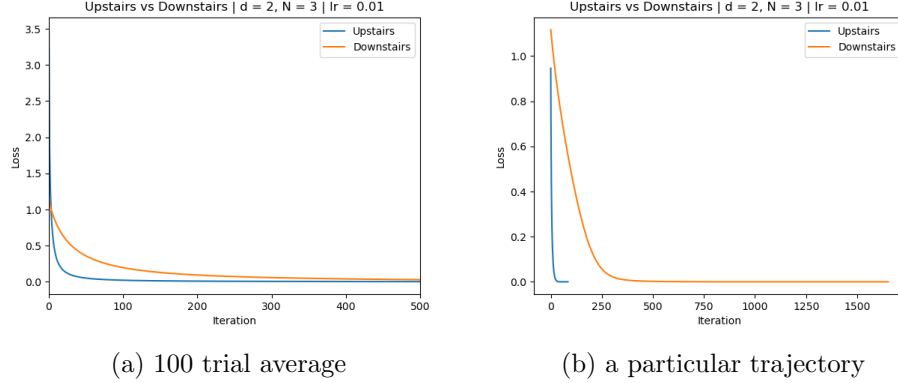 Upstairs vs Downstairs | d = 2, N = 3 | lr = 0.01
Upstairs
Downstairs
3.5
3.0
2.5
2.0
1.5
1.0
0.5
0.0
Loss
0 100 200 300 400 500
Iteration
(a) 100 trial average
Upstairs vs Downstairs | d = 2, N = 3 | lr = 0.01
Upstairs
Downstairs
1.0
0.8
0.6
0.4
0.2
0.0
Loss
0 250 500 750 1000 1250 1500
Iteration
(b) a particular trajectory